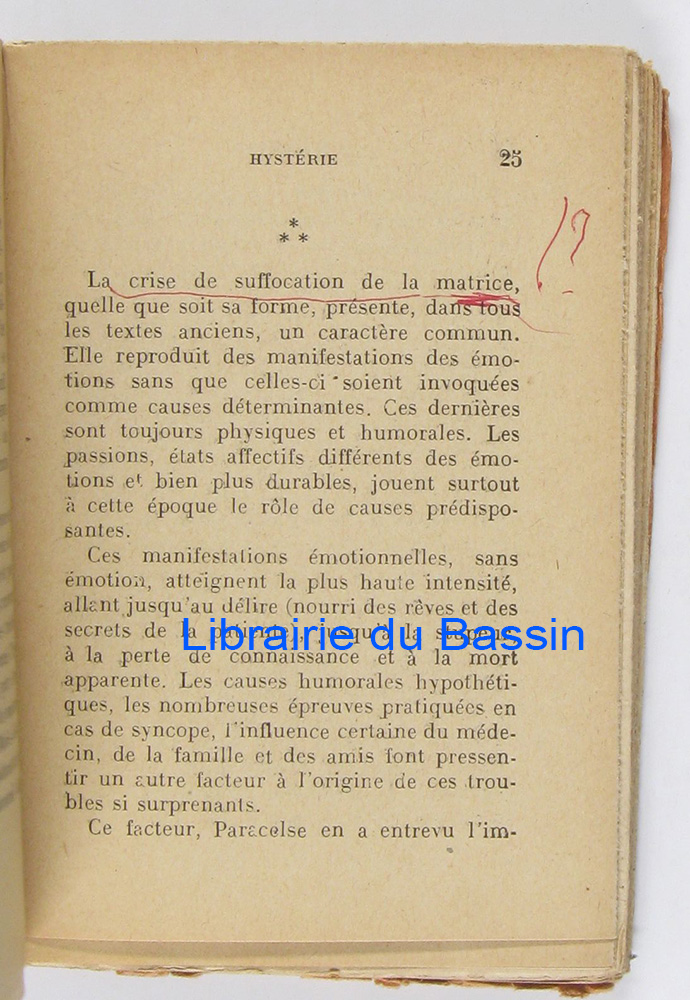 HYSTÉRIE 25
*
* *
La crise de suffocation de la matrice,
quelle que soit sa forme, présente, dans tous
les textes anciens, un caractère commun.
Elle reproduit des manifestations des émo-
tions sans que celles-ci soient invoquées
comme causes déterminantes. Ces dernières
sont toujours physiques et humorales. Les
passions, états affectifs différents des émo-
tions et bien plus durables, jouent surtout
à cette époque le rôle de causes prédispo-
santes.
Ces manifestations émotionnelles, sans
émotion, atteignent la plus haute intensité,
allant jusqu'au délire (nourri des rêves et des
secrets de la patiente), jusqu'à la stupeur,
Librairie du Bassin
à la perte de connaissance et à la mort
apparente. Les causes humorales hypothéti-
ques, les nombreuses épreuves pratiquées en
cas de syncope, l'influence certaine du méde-
cin, de la famille et des amis font pressen-
tir un autre facteur à l'origine de ces trou-
bles si surprenants.
Ce facteur, Paracelse en a entrevu l'im-